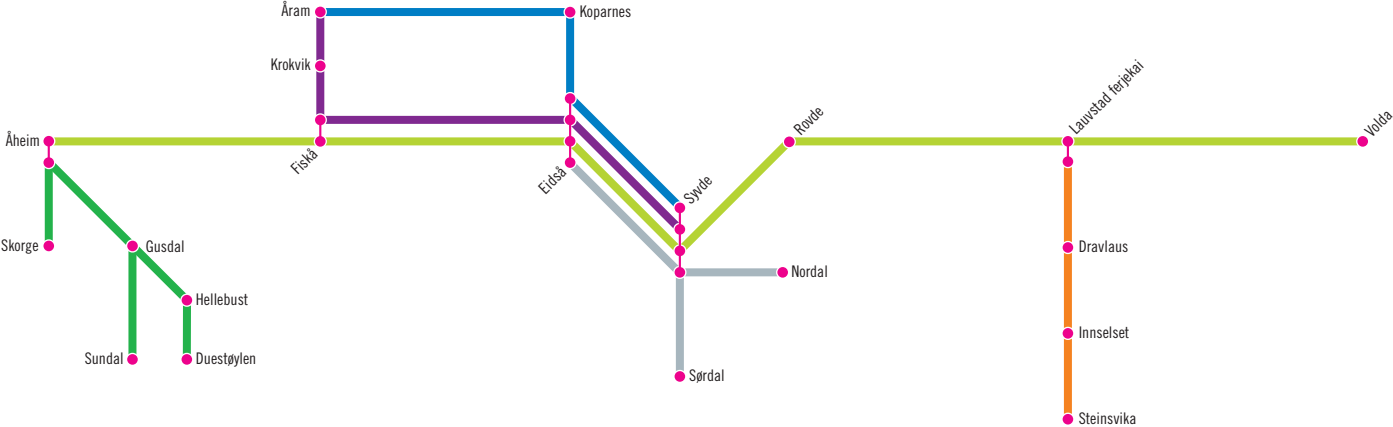 Åram
Koparnes
Krokvik
Åheim
Fiskå
Eidså
Syvde
Rovde
Lauvstad ferjekai
Volda
Skorge
Gusdal
Hellebust
Sundal
Duestøylen
Nordal
Sørdal
Dravlaus
Innselset
Steinsvika